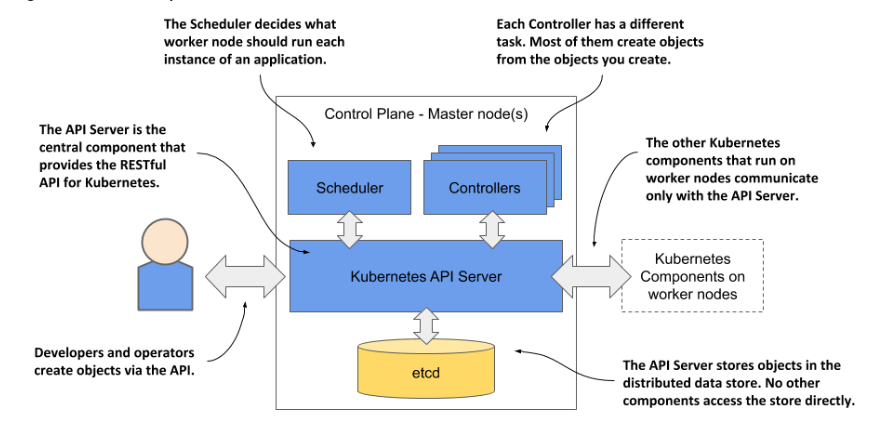 The Scheduler decides what
worker node should run each
instance of an application.
Each Controller has a different
task. Most of them create objects
from the objects you create.
Control Plane - Master node(s)
The API Server is the
central component that
provides the RESTful
API for Kubernetes.
The other Kubernetes
components that run on
worker nodes communicate
only with the API Server.
Scheduler
Controllers
Kubernetes API Server
Kubernetes
Components on
worker nodes
Developers and operators
create objects via the API.
etcd
The API Server stores objects in the
distributed data store. No other
components access the store directly.